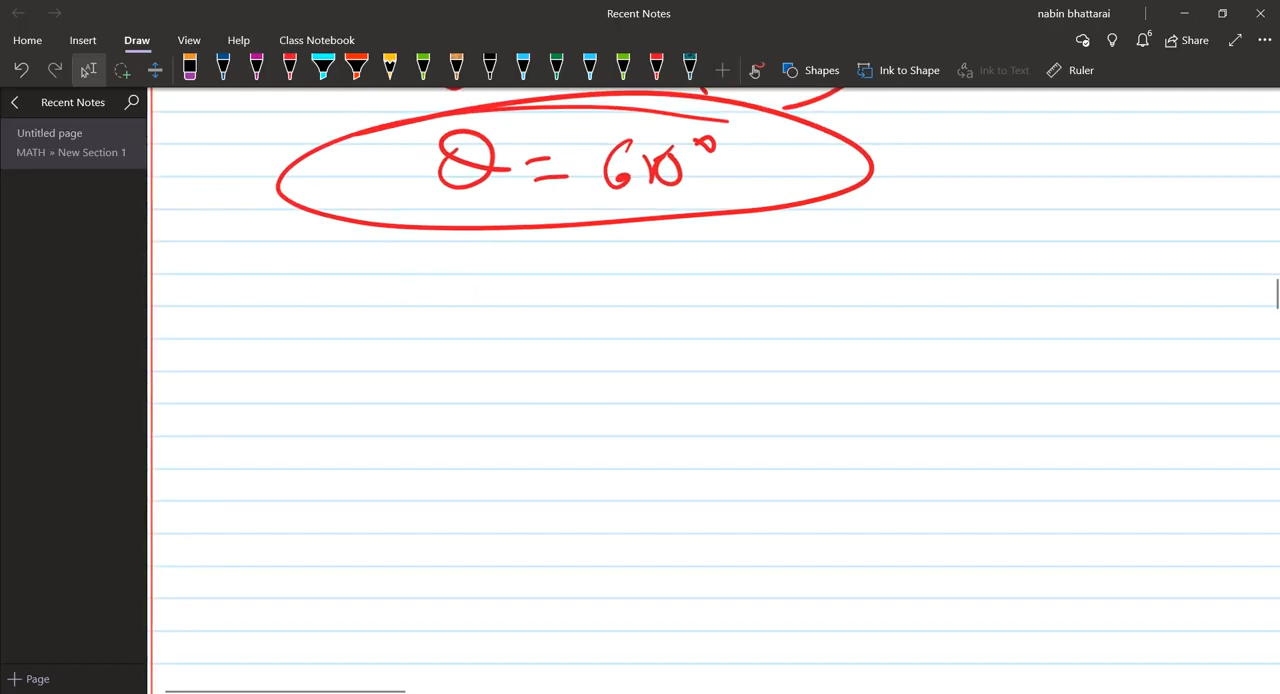 Recent Notes
nabin bhattarai
Home Insert Draw View Help Class Notebook
6
Share
Shapes Ink to Shape Ink to Text Ruler
Recent Notes
Untitled page
MATH » New Section 1
θ = 60°
Page